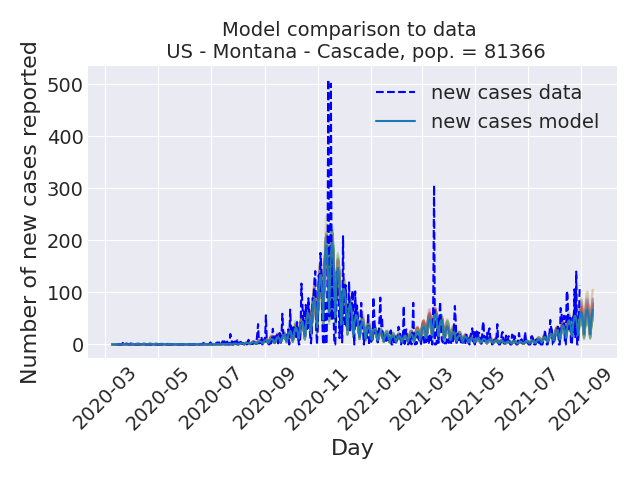 Model comparison to data
US - Montana - Cascade, pop. = 81366
Number of new cases reported
500
400
300
200
100
0
new cases data
new cases model
2020-03
2020-05
2020-07
2020-09
2020-11
2021-01
2021-03
2021-05
2021-07
2021-09
Day